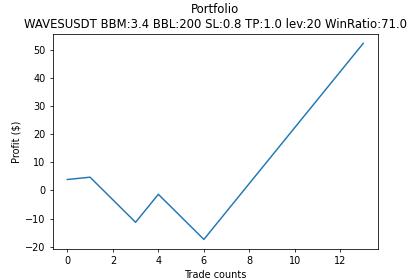 Portfolio
WAVESUSDT BBM:3.4 BBL:200 SL:0.8 TP:1.0 lev:20 WinRatio:71.0
50
40
30
20
10
0
−10
−20
Profit ($)
0 2 4 6 8 10 12
Trade counts